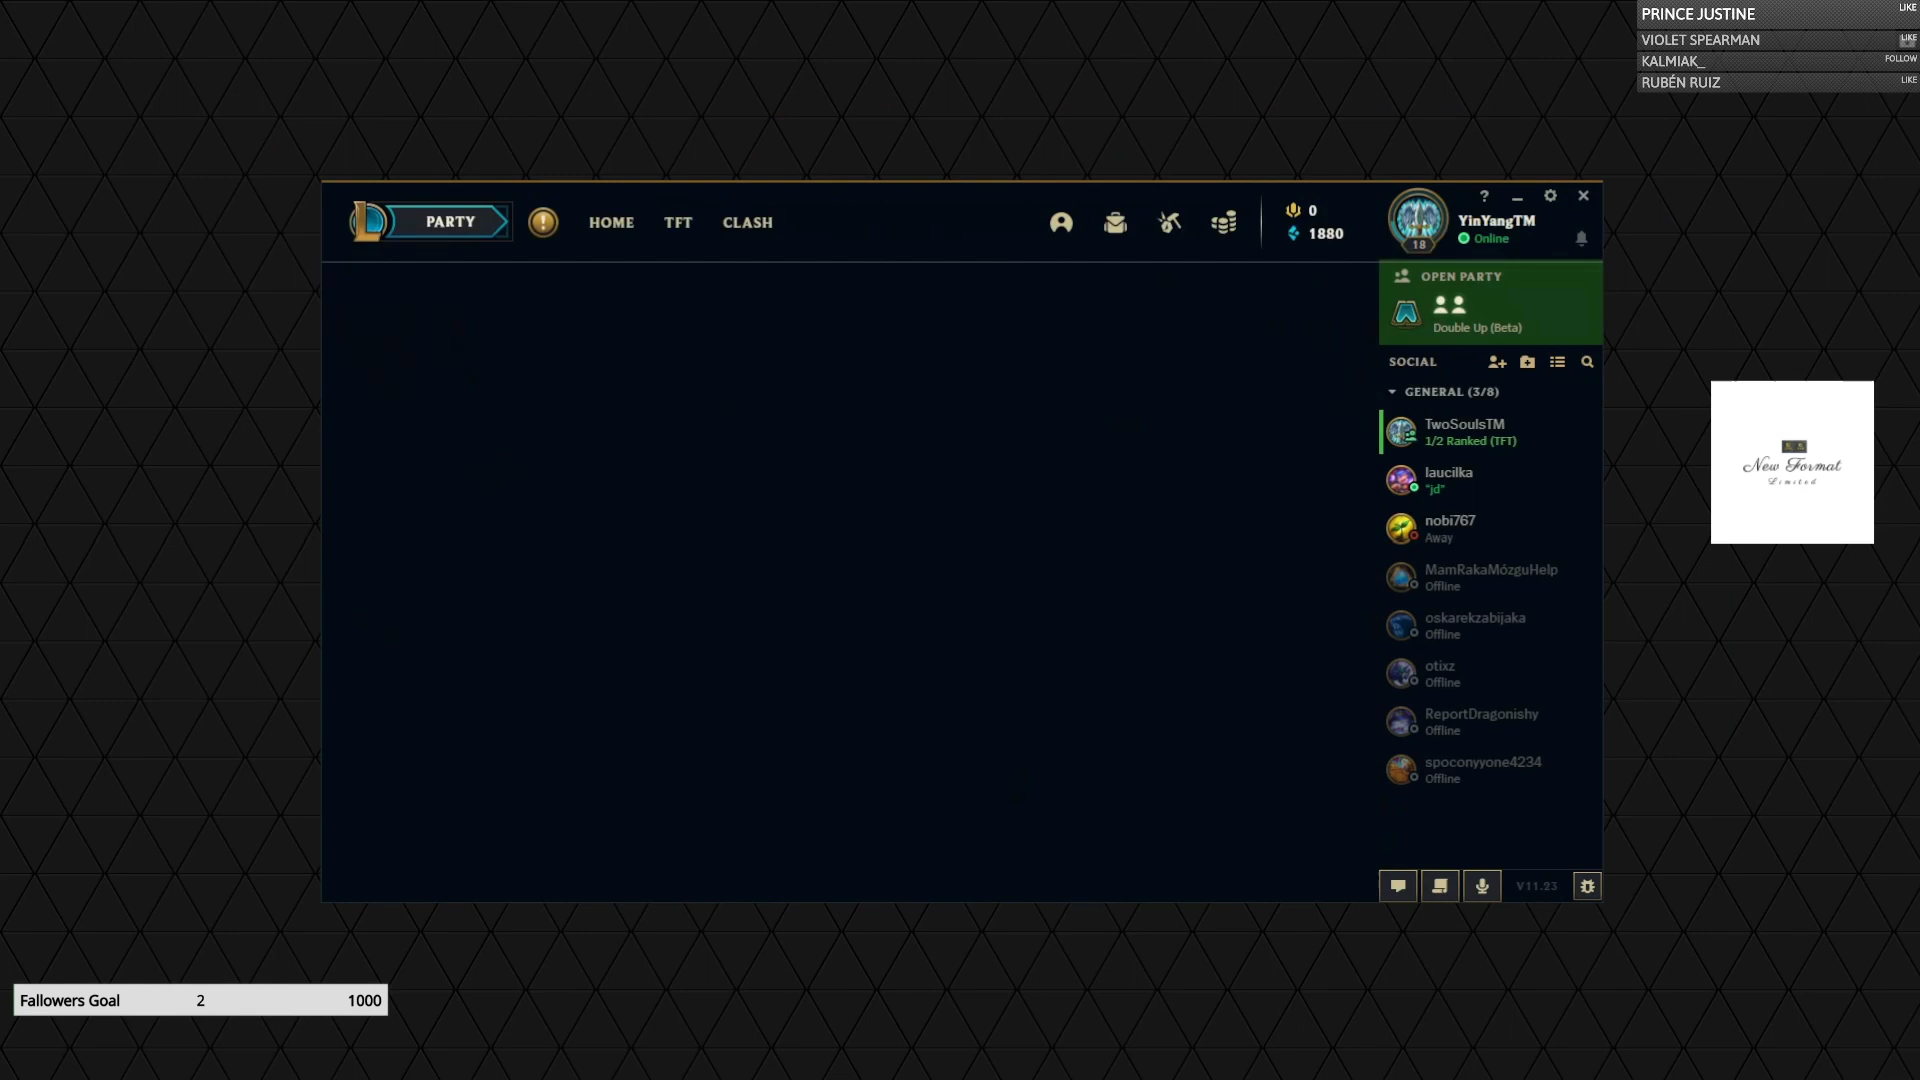 PRINCE JUSTINE LIKE
VIOLET SPEARMAN LIKE
KALMIAK_ FOLLOW
RUBÉN RUIZ LIKE
PARTY
HOME
TFT
CLASH
0
1880
18
?
YinYangTM
Online
OPEN PARTY
Double Up (Beta)
SOCIAL
GENERAL (3/8)
TwoSoulsTM
1/2 Ranked (TFT)
laucilka
"jd"
nobi767
Away
MamRakaMózguHelp
Offline
oskarekzabijaka
Offline
otixz
Offline
ReportDragonishy
Offline
spoconyyone4234
Offline
V11.23
New Format
Limited
Fallowers Goal 2 1000